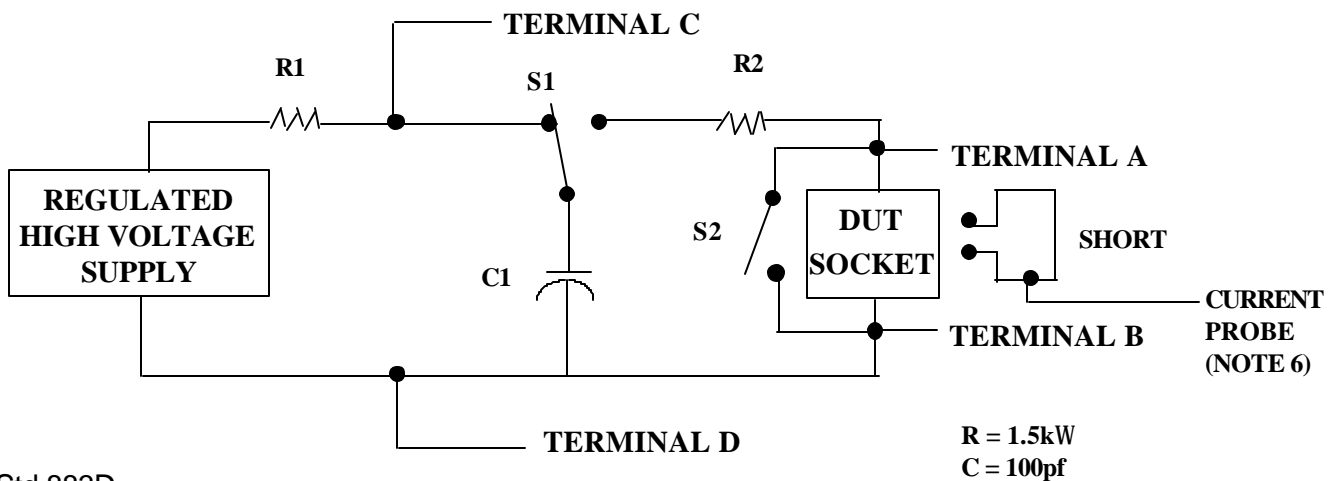 TERMINAL C
R1
R2
S1
TERMINAL A
REGULATED
HIGH VOLTAGE
SUPPLY
DUT
SOCKET
S2
SHORT
C1
CURRENT
PROBE
(NOTE 6)
TERMINAL B
TERMINAL D
R = 1.5kW
C = 100pf